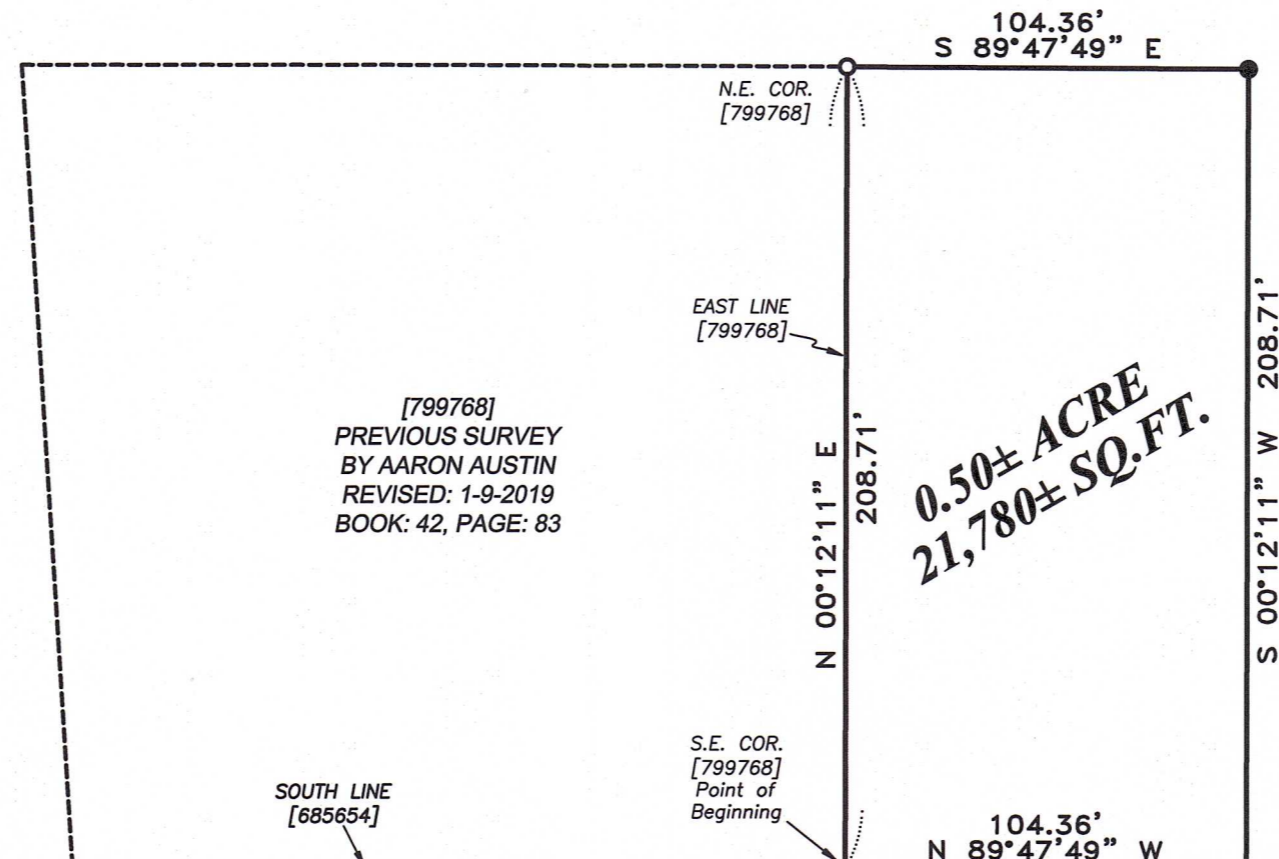 104.36'
S 89°47'49" E
N.E. COR.
[799768]
EAST LINE
[799768]
[799768]
PREVIOUS SURVEY
BY AARON AUSTIN
REVISED: 1-9-2019
BOOK: 42, PAGE: 83
N 00°12'11" E
208.71'
0.50± ACRE
21,780± SQ.FT.
S 00°12'11" W 208.71'
S.E. COR.
[799768]
Point of
Beginning
SOUTH LINE
[685654]
104.36'
N 89°47'49" W